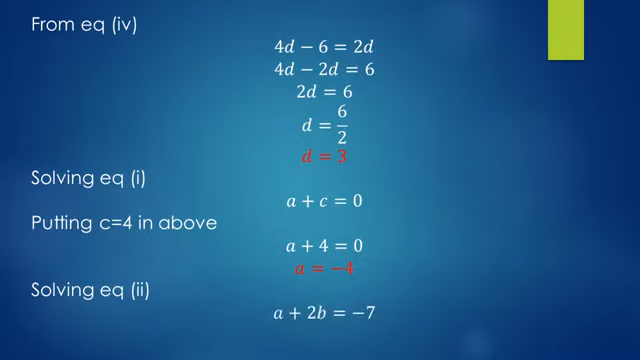 From eq (iv)
4d − 6 = 2d
4d − 2d = 6
2d = 6
d = 6/2
d = 3
Solving eq (i)
a + c = 0
Putting c=4 in above
a + 4 = 0
a = −4
Solving eq (ii)
a + 2b = −7